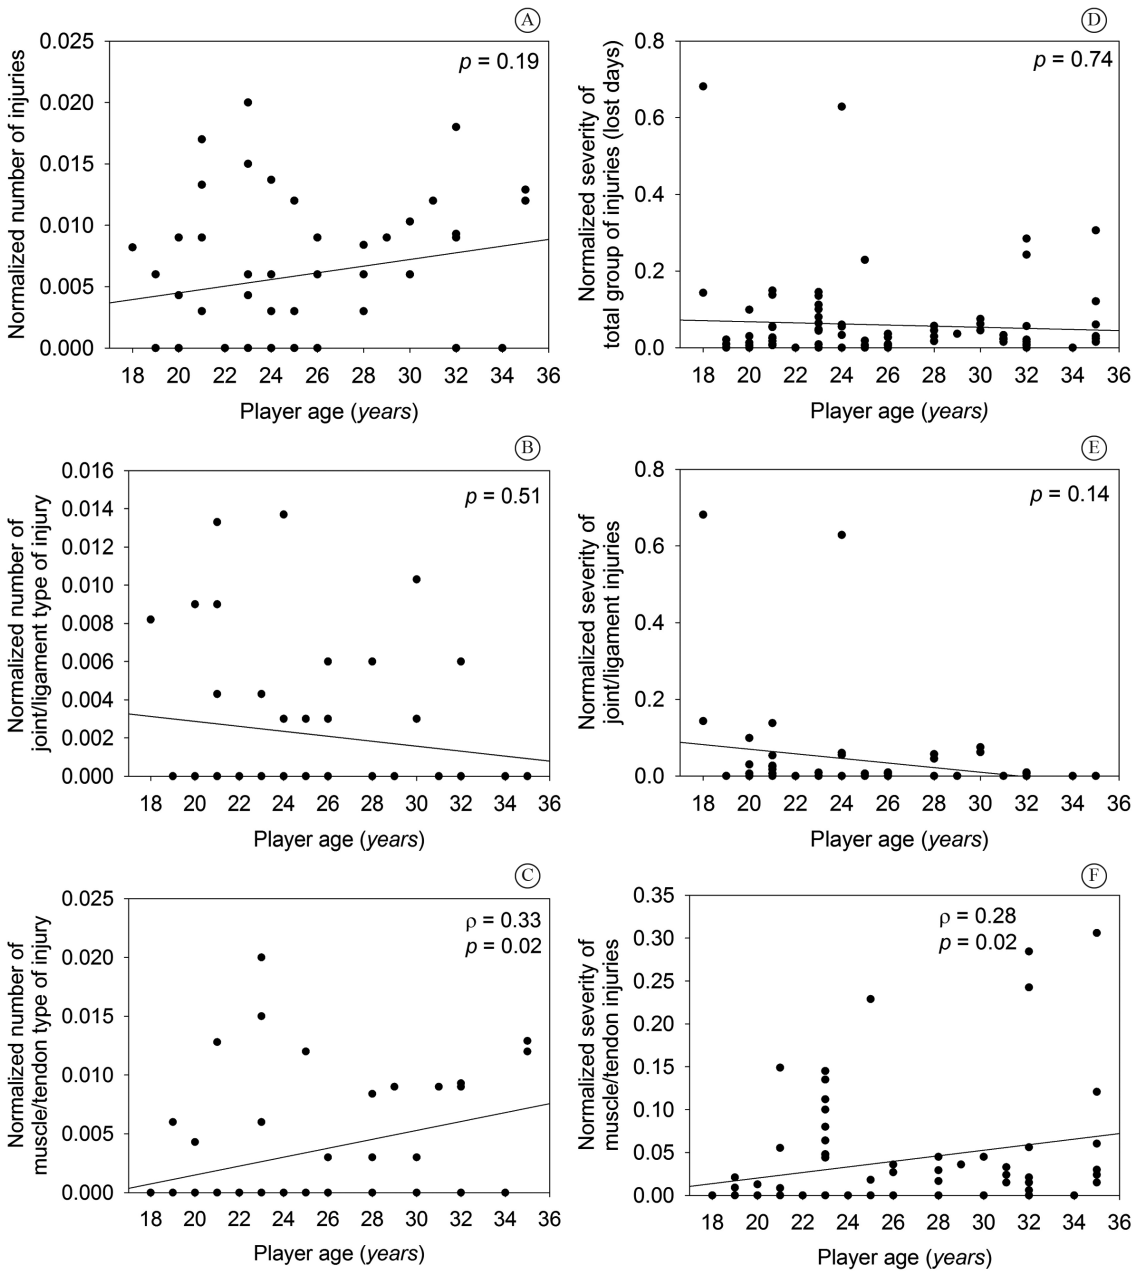 A
Normalized number of injuries
0.025
0.020
0.015
0.010
0.005
0.000
p = 0.19
18 20 22 24 26 28 30 32 34 36
Player age (years)
D
Normalized severity of
total group of injuries (lost days)
0.8
0.6
0.4
0.2
0.0
p = 0.74
18 20 22 24 26 28 30 32 34 36
Player age (years)
B
Normalized number of
joint/ligament type of injury
0.016
0.014
0.012
0.010
0.008
0.006
0.004
0.002
0.000
p = 0.51
18 20 22 24 26 28 30 32 34 36
Player age (years)
E
Normalized severity of
joint/ligament injuries
0.8
0.6
0.4
0.2
0.0
p = 0.14
18 20 22 24 26 28 30 32 34 36
Player age (years)
C
Normalized number of
muscle/tendon type of injury
0.025
0.020
0.015
0.010
0.005
0.000
ρ = 0.33
p = 0.02
18 20 22 24 26 28 30 32 34 36
Player age (years)
F
Normalized severity of
muscle/tendon injuries
0.35
0.30
0.25
0.20
0.15
0.10
0.05
0.00
ρ = 0.28
p = 0.02
18 20 22 24 26 28 30 32 34 36
Player age (years)